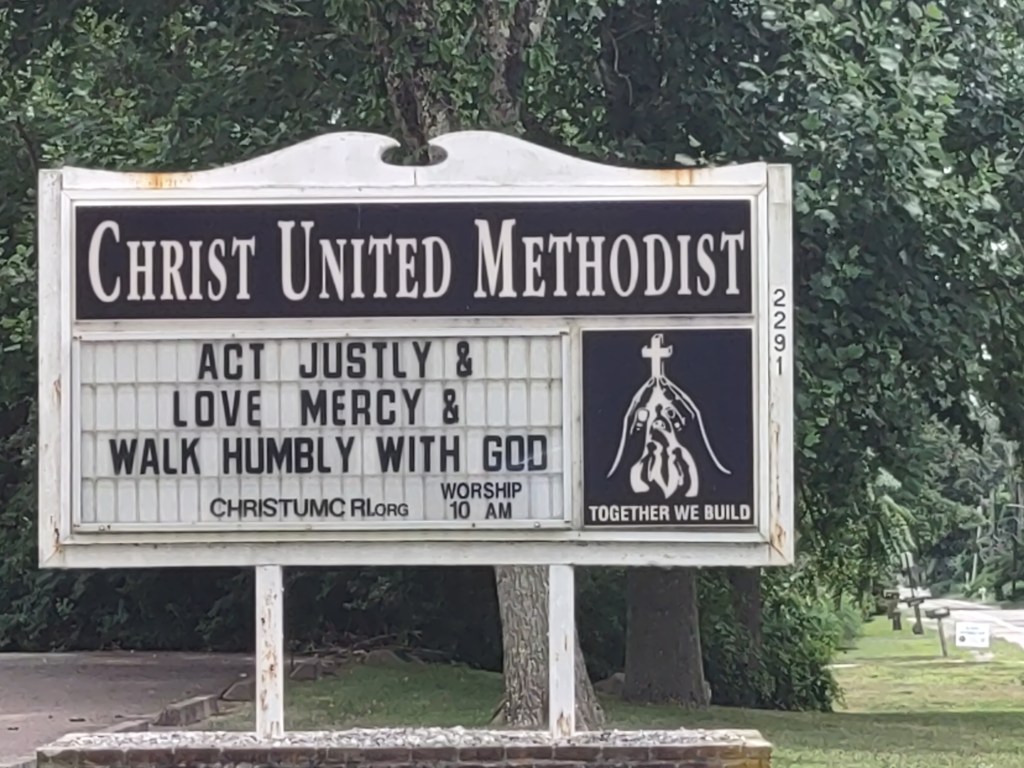 CHRIST UNITED METHODIST
2291
ACT JUSTLY &
LOVE MERCY &
WALK HUMBLY WITH GOD
CHRISTUMC RI.ORG
WORSHIP
10 AM
TOGETHER WE BUILD